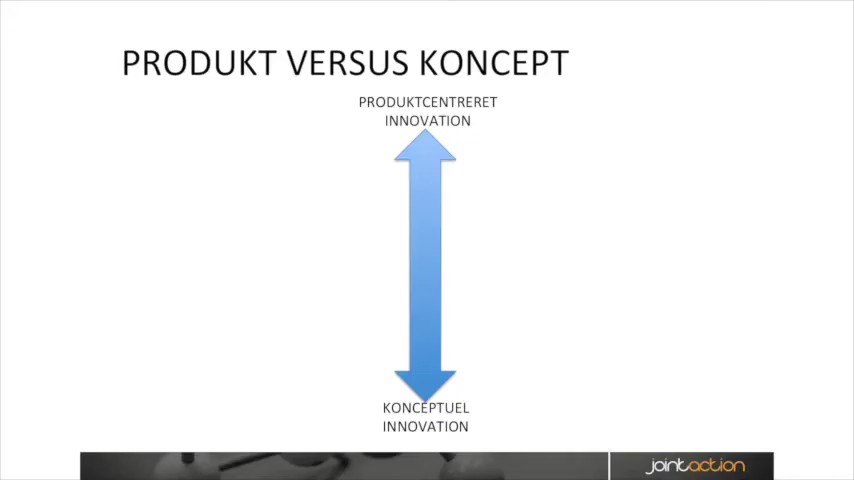 PRODUKT VERSUS KONCEPT
PRODUKTCENTRERET
INNOVATION
KONCEPTUEL
INNOVATION
jointaction